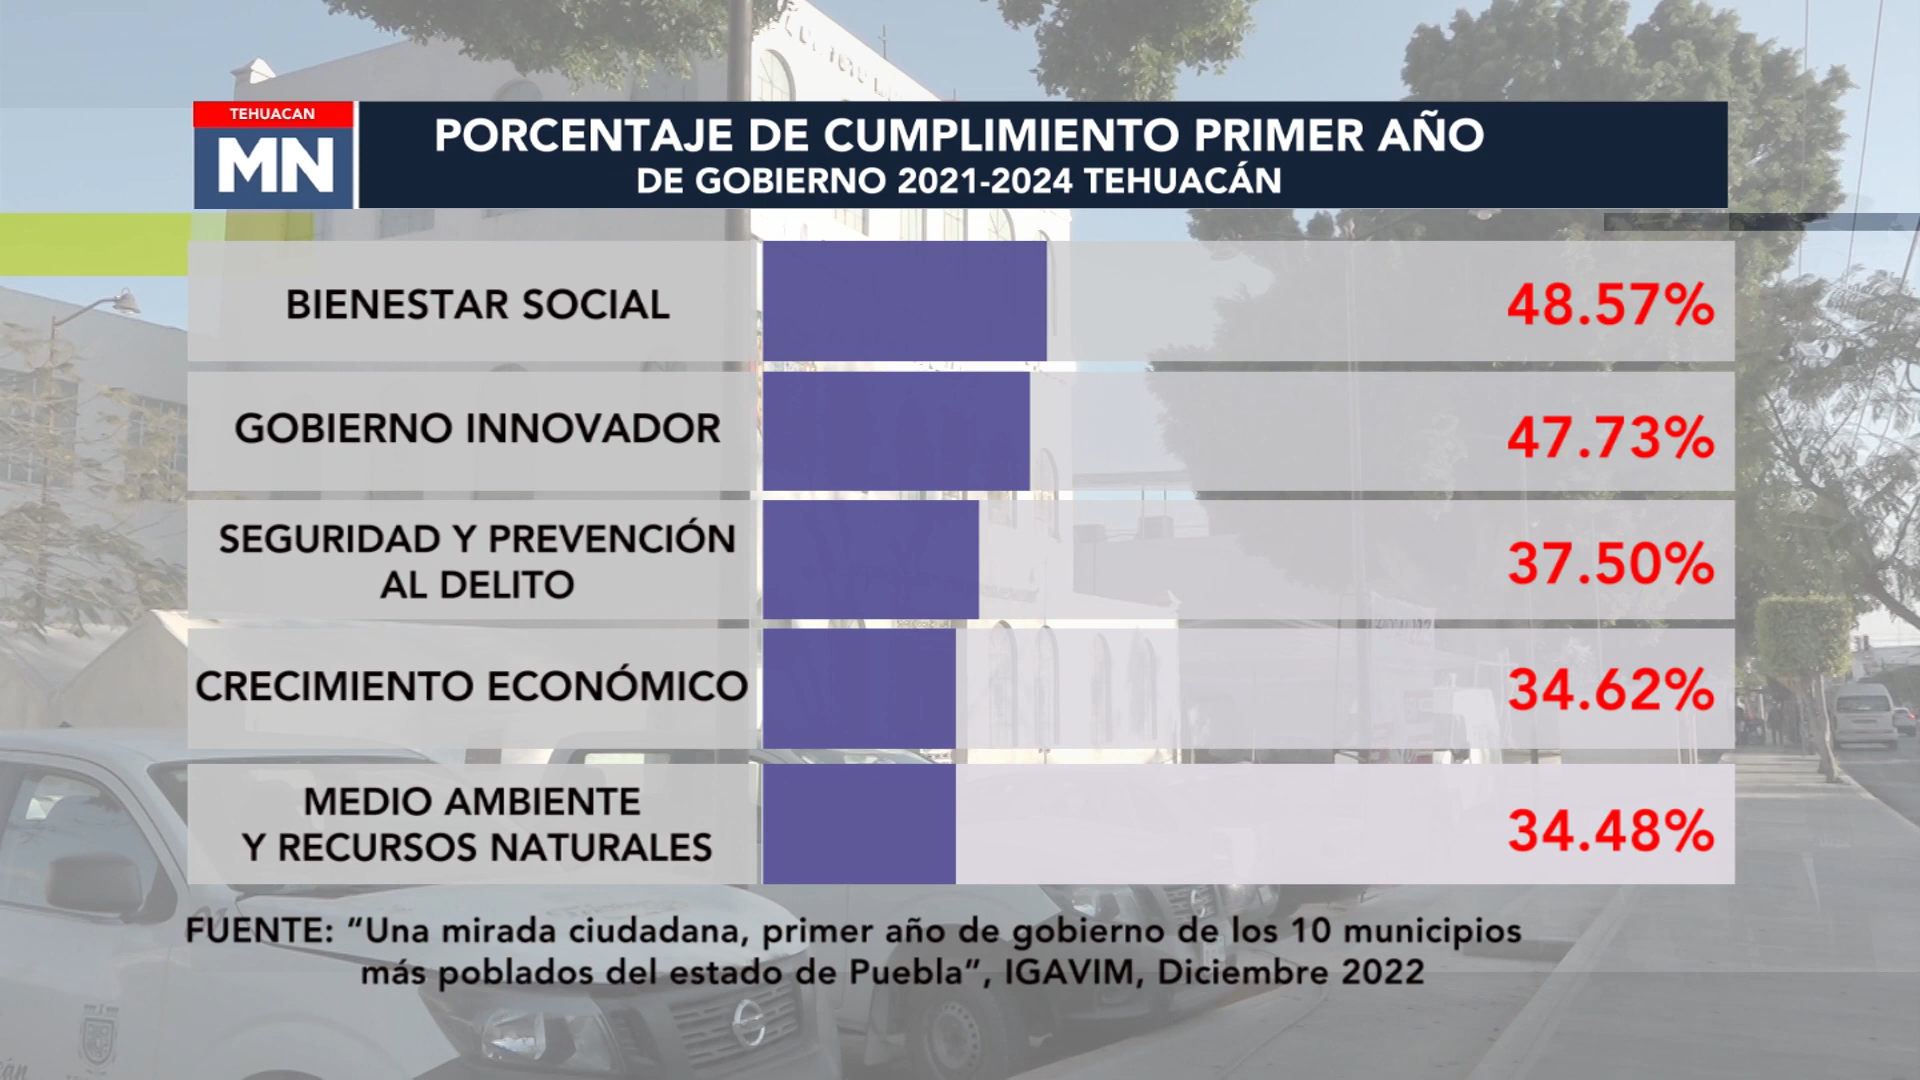 TEHUACAN
MN
PORCENTAJE DE CUMPLIMIENTO PRIMER AÑO
DE GOBIERNO 2021-2024 TEHUACÁN
BIENESTAR SOCIAL
48.57%
GOBIERNO INNOVADOR
47.73%
SEGURIDAD Y PREVENCIÓN
AL DELITO
37.50%
CRECIMIENTO ECONÓMICO
34.62%
MEDIO AMBIENTE
Y RECURSOS NATURALES
34.48%
FUENTE: “Una mirada ciudadana, primer año de gobierno de los 10 municipios
más poblados del estado de Puebla”, IGAVIM, Diciembre 2022